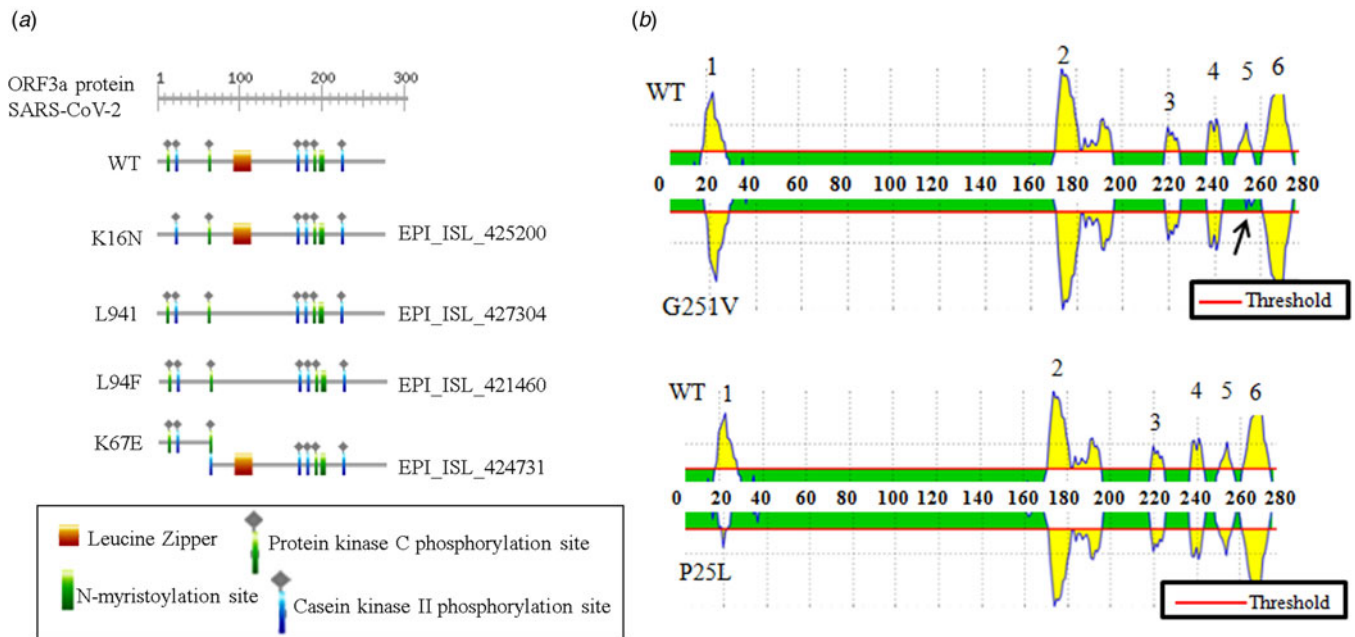 (a)
1 100 200 300
ORF3a protein
SARS-CoV-2
WT
K16N EPI_ISL_425200
L941 EPI_ISL_427304
L94F EPI_ISL_421460
K67E EPI_ISL_424731
Leucine Zipper
Protein kinase C phosphorylation site
N-myristoylation site
Casein kinase II phosphorylation site
(b)
1 2 3 4 5 6
WT
0 20 40 60 80 100 120 140 160 180 200 220 240 260 280
G251V
Threshold
1 2 3 4 5 6
WT
0 20 40 60 80 100 120 140 160 180 200 220 240 260 280
P25L
Threshold